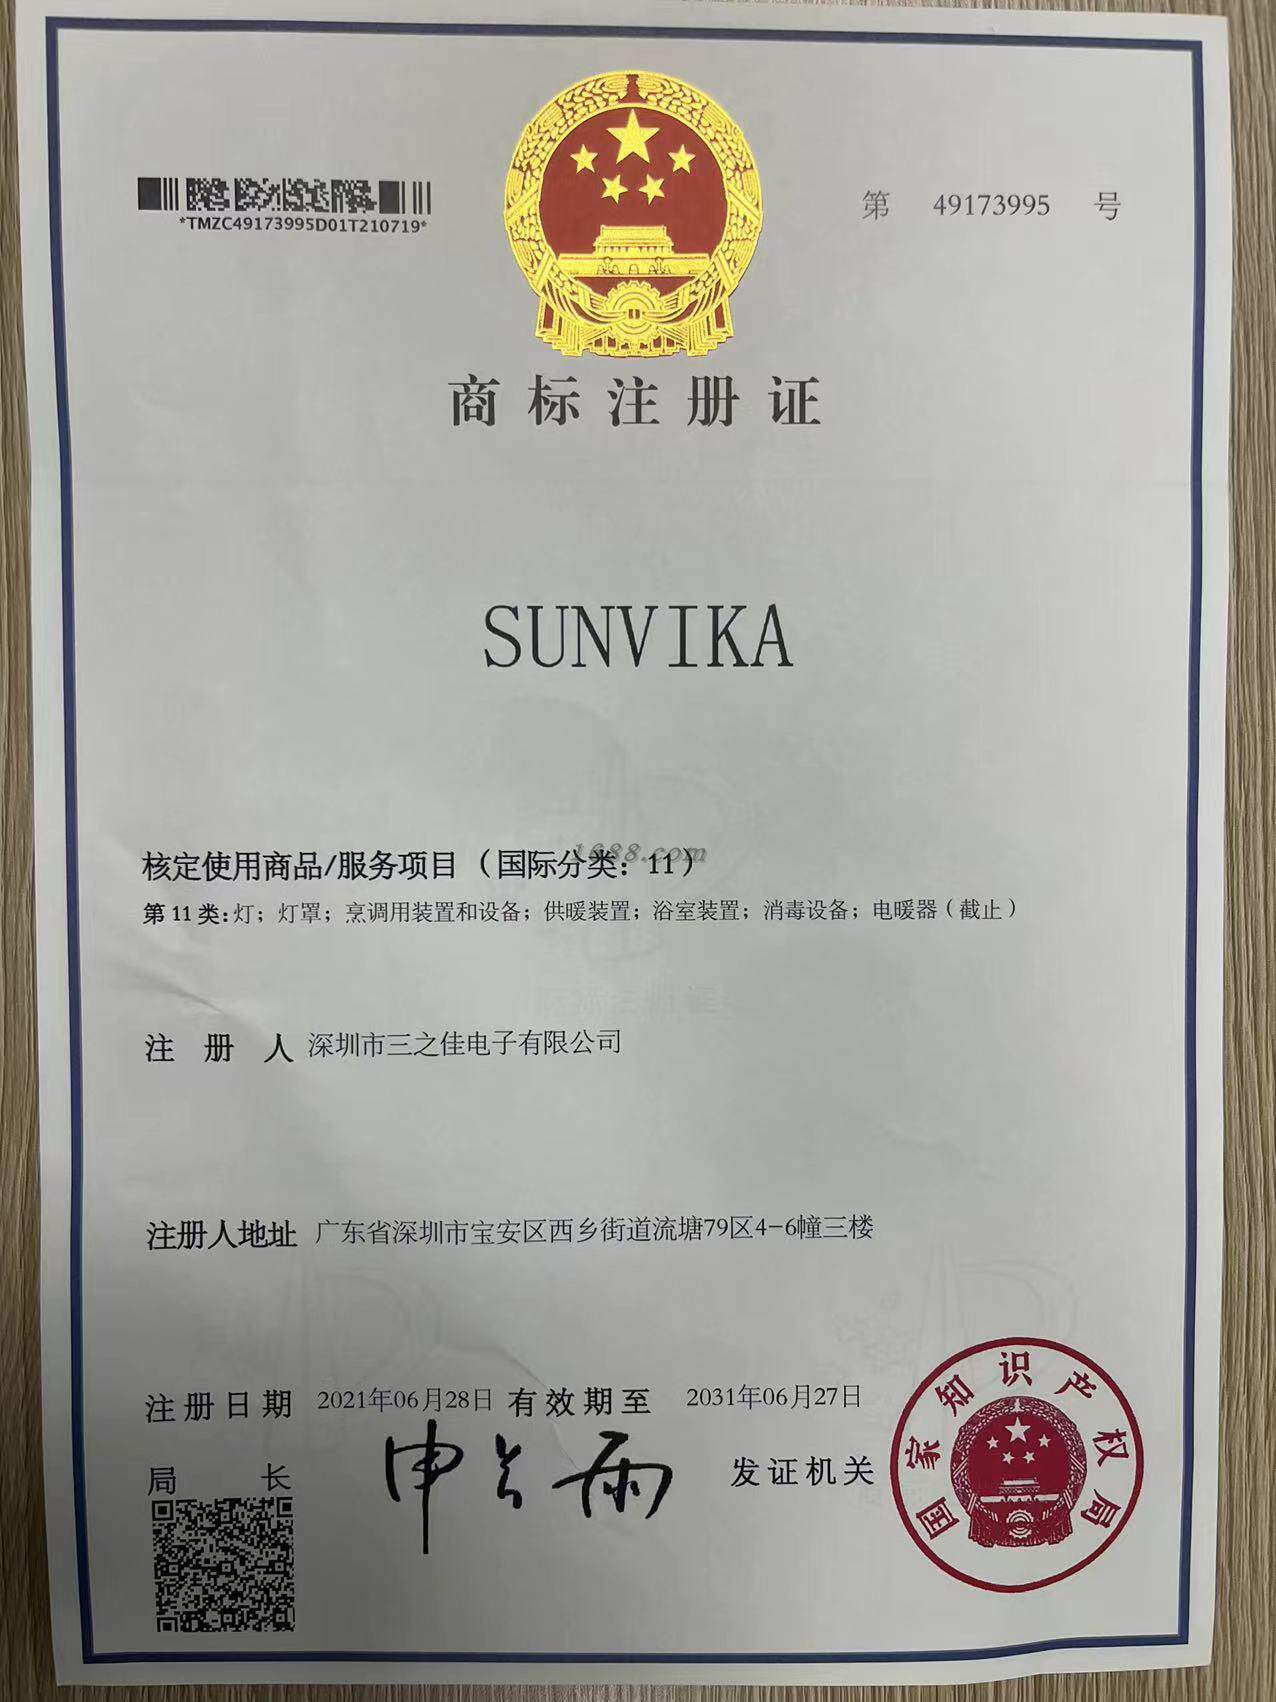 *TMZC49173995D01T210719*
第 49173995 号
商标注册证
SUNVIKA
1688.com
核定使用商品/服务项目（国际分类：11）
第11类:灯；灯罩；烹调用装置和设备；供暖装置；浴室装置；消毒设备；电暖器（截止）
注册人 深圳市三之佳电子有限公司
注册人地址 广东省深圳市宝安区西乡街道流塘79区4-6幢三楼
注册日期 2021年06月28日 有效期至 2031年06月27日
局长 申长雨 发证机关
国家知识产权局